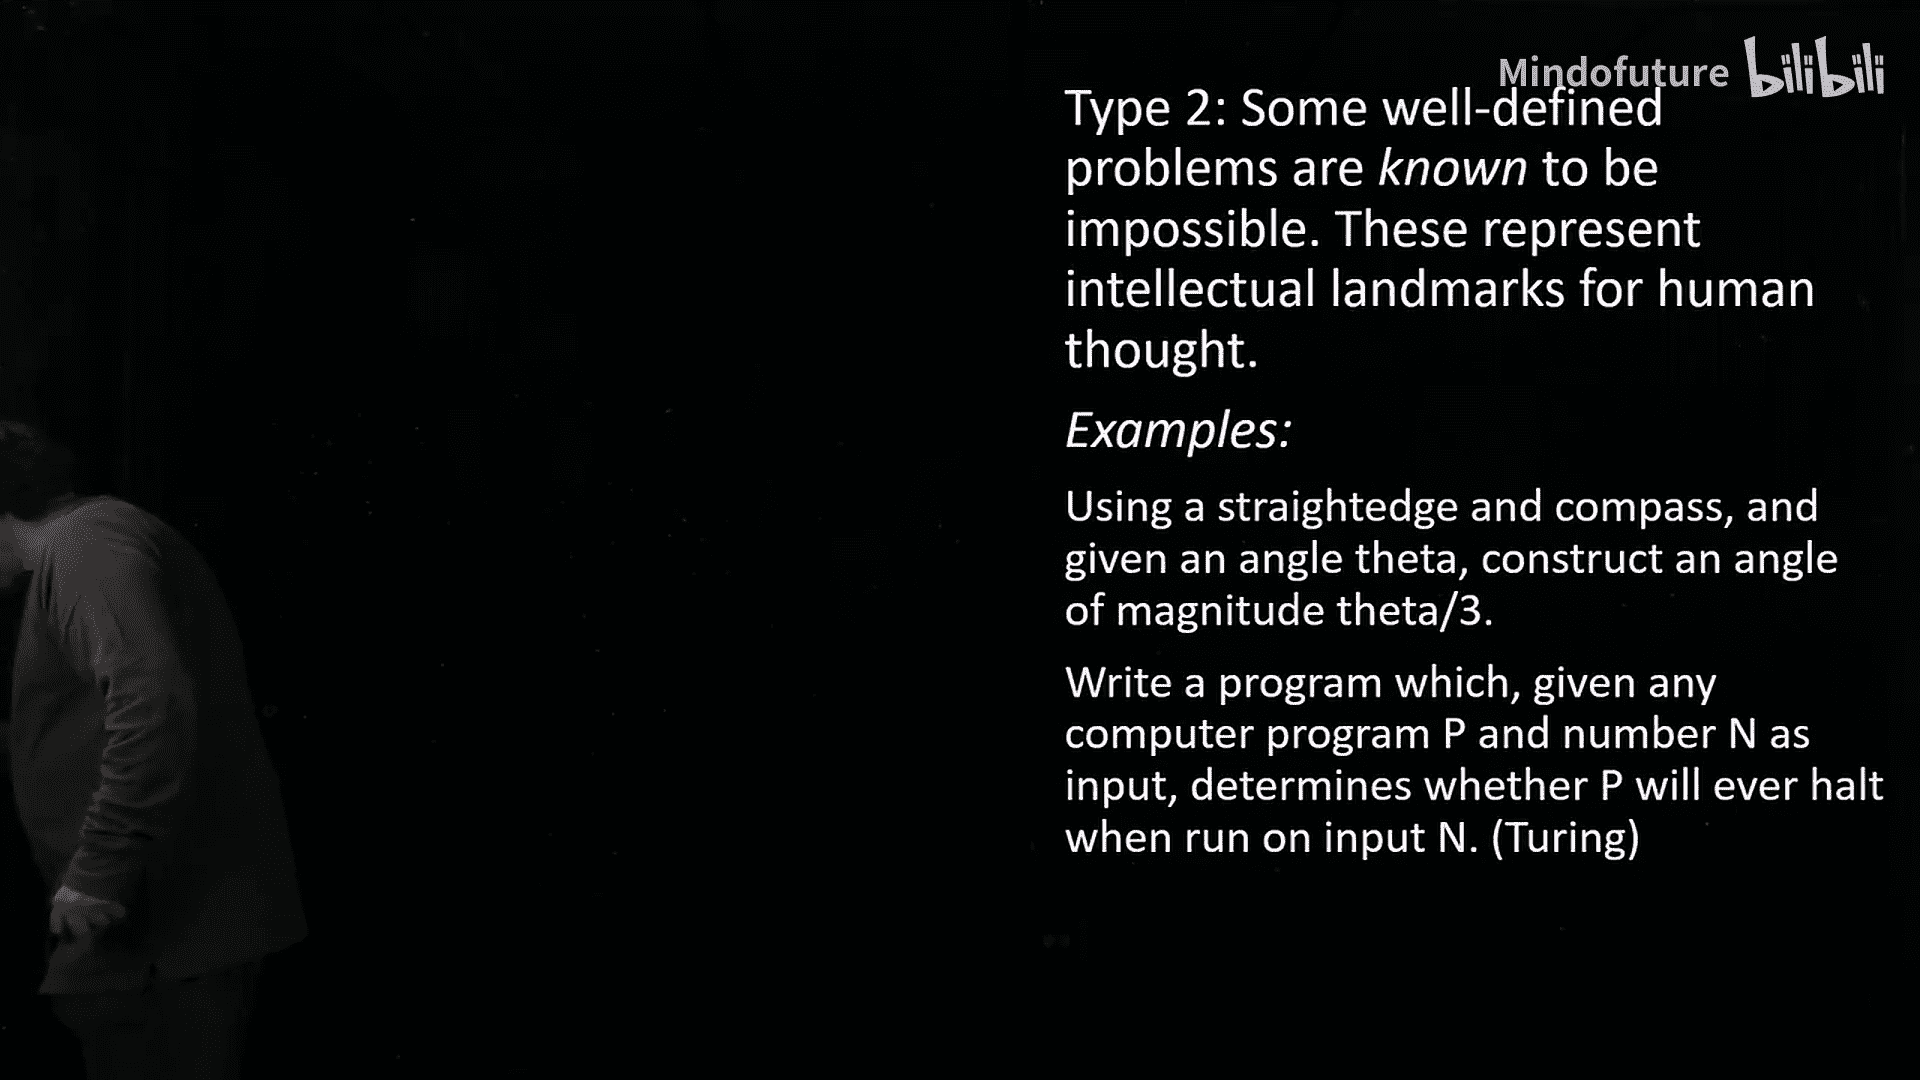 Mindofuture bilibili
Type 2: Some well-defined
problems are known to be
impossible. These represent
intellectual landmarks for human
thought.
Examples:
Using a straightedge and compass, and
given an angle theta, construct an angle
of magnitude theta/3.
Write a program which, given any
computer program P and number N as
input, determines whether P will ever halt
when run on input N. (Turing)